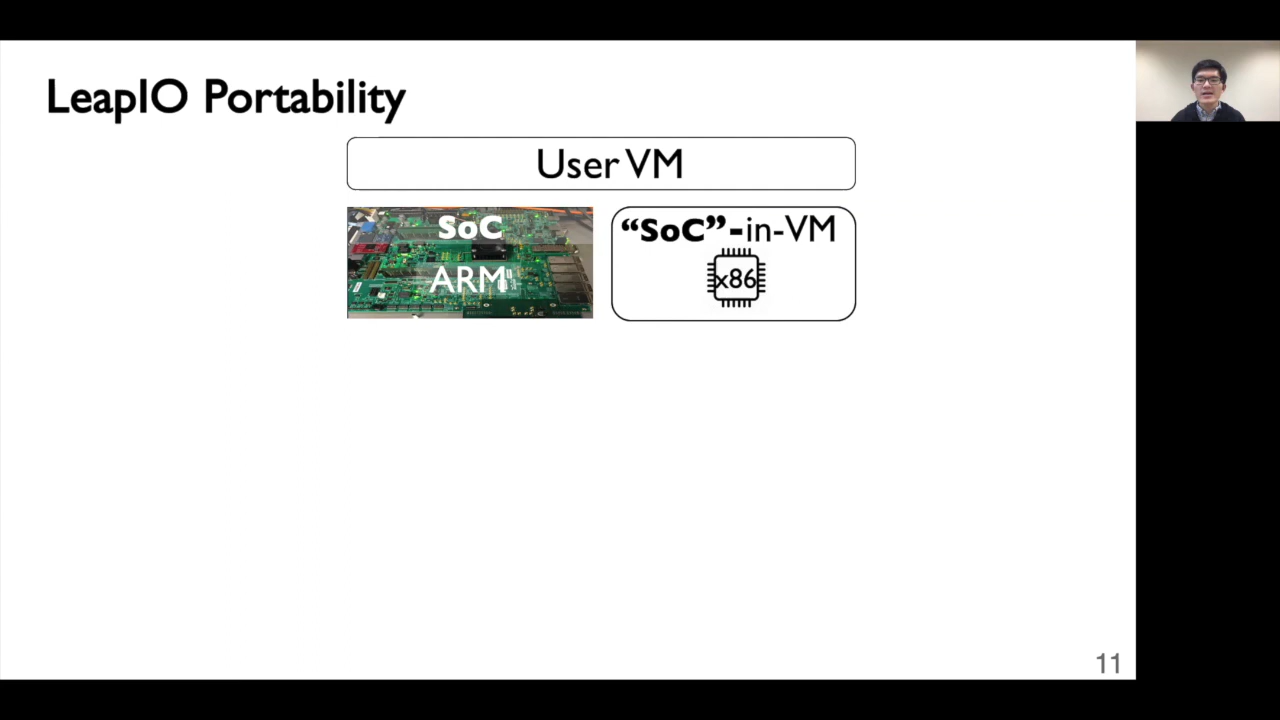 LeapIO Portability
User VM
SoC
ARM
“SoC”-in-VM
x86
11